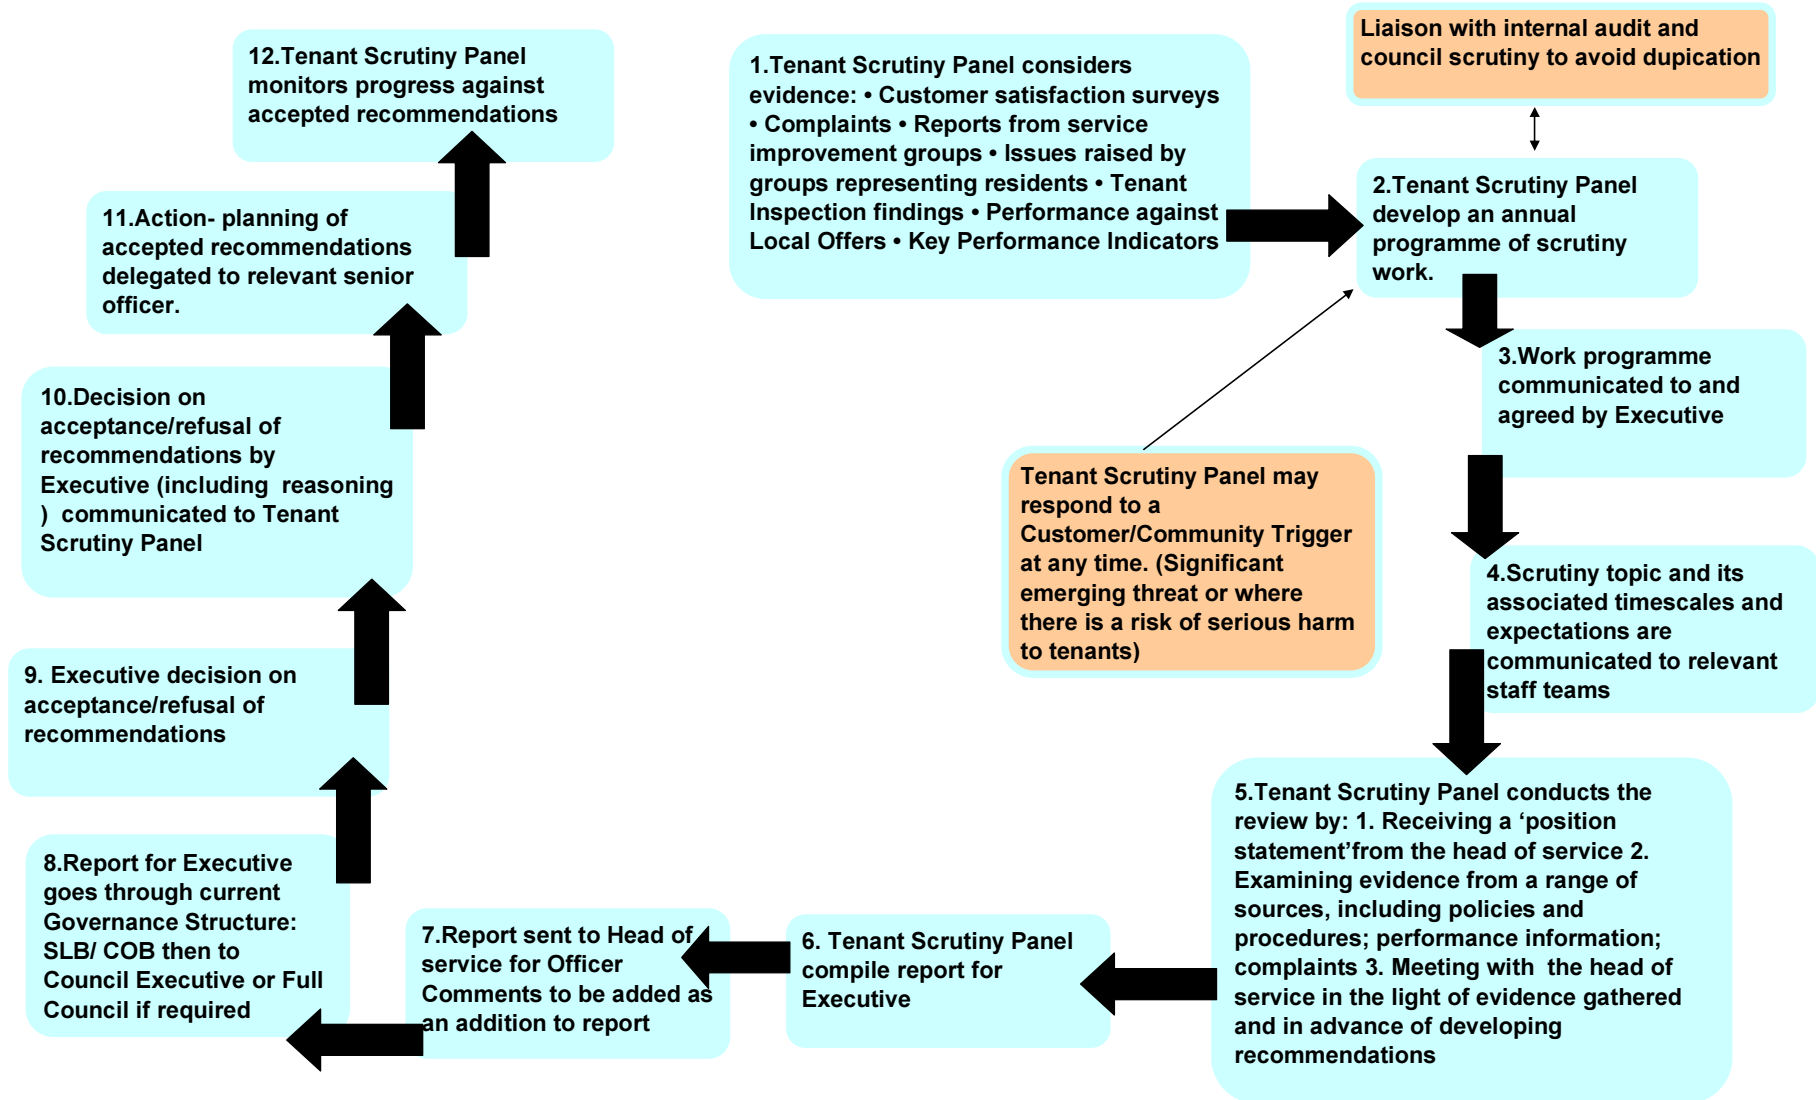 1.Tenant Scrutiny Panel considers
evidence: • Customer satisfaction surveys
• Complaints • Reports from service
improvement groups • Issues raised by
groups representing residents • Tenant
Inspection findings • Performance against
Local Offers • Key Performance Indicators
Liaison with internal audit and
council scrutiny to avoid dupication
2.Tenant Scrutiny Panel
develop an annual
programme of scrutiny
work.
3.Work programme
communicated to and
agreed by Executive
Tenant Scrutiny Panel may
respond to a
Customer/Community Trigger
at any time. (Significant
emerging threat or where
there is a risk of serious harm
to tenants)
4.Scrutiny topic and its
associated timescales and
expectations are
communicated to relevant
staff teams
5.Tenant Scrutiny Panel conducts the
review by: 1. Receiving a ‘position
statement’from the head of service 2.
Examining evidence from a range of
sources, including policies and
procedures; performance information;
complaints 3. Meeting with  the head of
service in the light of evidence gathered
and in advance of developing
recommendations
6. Tenant Scrutiny Panel
compile report for
Executive
7.Report sent to Head of
service for Officer
Comments to be added as
an addition to report
8.Report for Executive
goes through current
Governance Structure:
SLB/ COB then to
Council Executive or Full
Council if required
9. Executive decision on
acceptance/refusal of
recommendations
10.Decision on
acceptance/refusal of
recommendations by
Executive (including  reasoning
)  communicated to Tenant
Scrutiny Panel
11.Action- planning of
accepted recommendations
delegated to relevant senior
officer.
12.Tenant Scrutiny Panel
monitors progress against
accepted recommendations